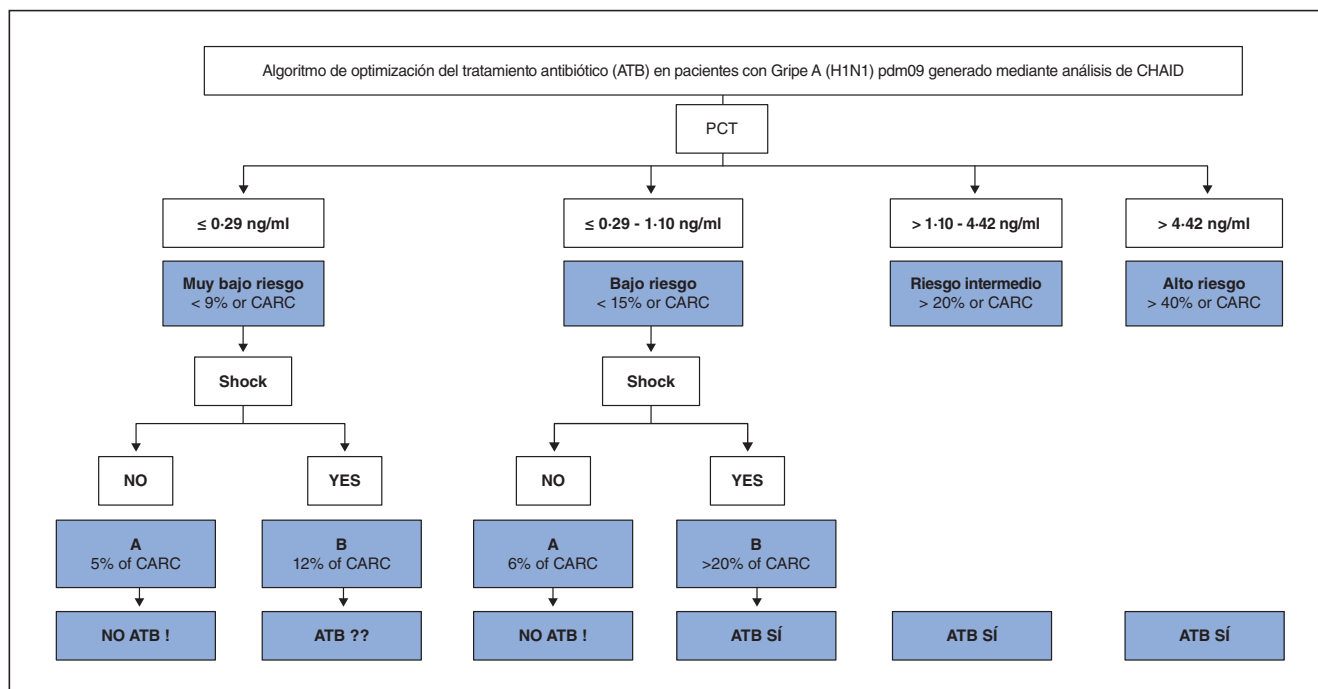 Algoritmo de optimización del tratamiento antibiótico (ATB) en pacientes con Gripe A (H1N1) pdm09 generado mediante análisis de CHAID
PCT
≤ 0·29 ng/ml
≤ 0·29 - 1·10 ng/ml
> 1·10 - 4·42 ng/ml
> 4·42 ng/ml
Muy bajo riesgo
< 9% or CARC
Bajo riesgo
< 15% or CARC
Riesgo intermedio
> 20% or CARC
Alto riesgo
> 40% or CARC
Shock
Shock
NO
YES
NO
YES
A
5% of CARC
B
12% of CARC
A
6% of CARC
B
>20% of CARC
NO ATB !
ATB ??
NO ATB !
ATB SÍ
ATB SÍ
ATB SÍ